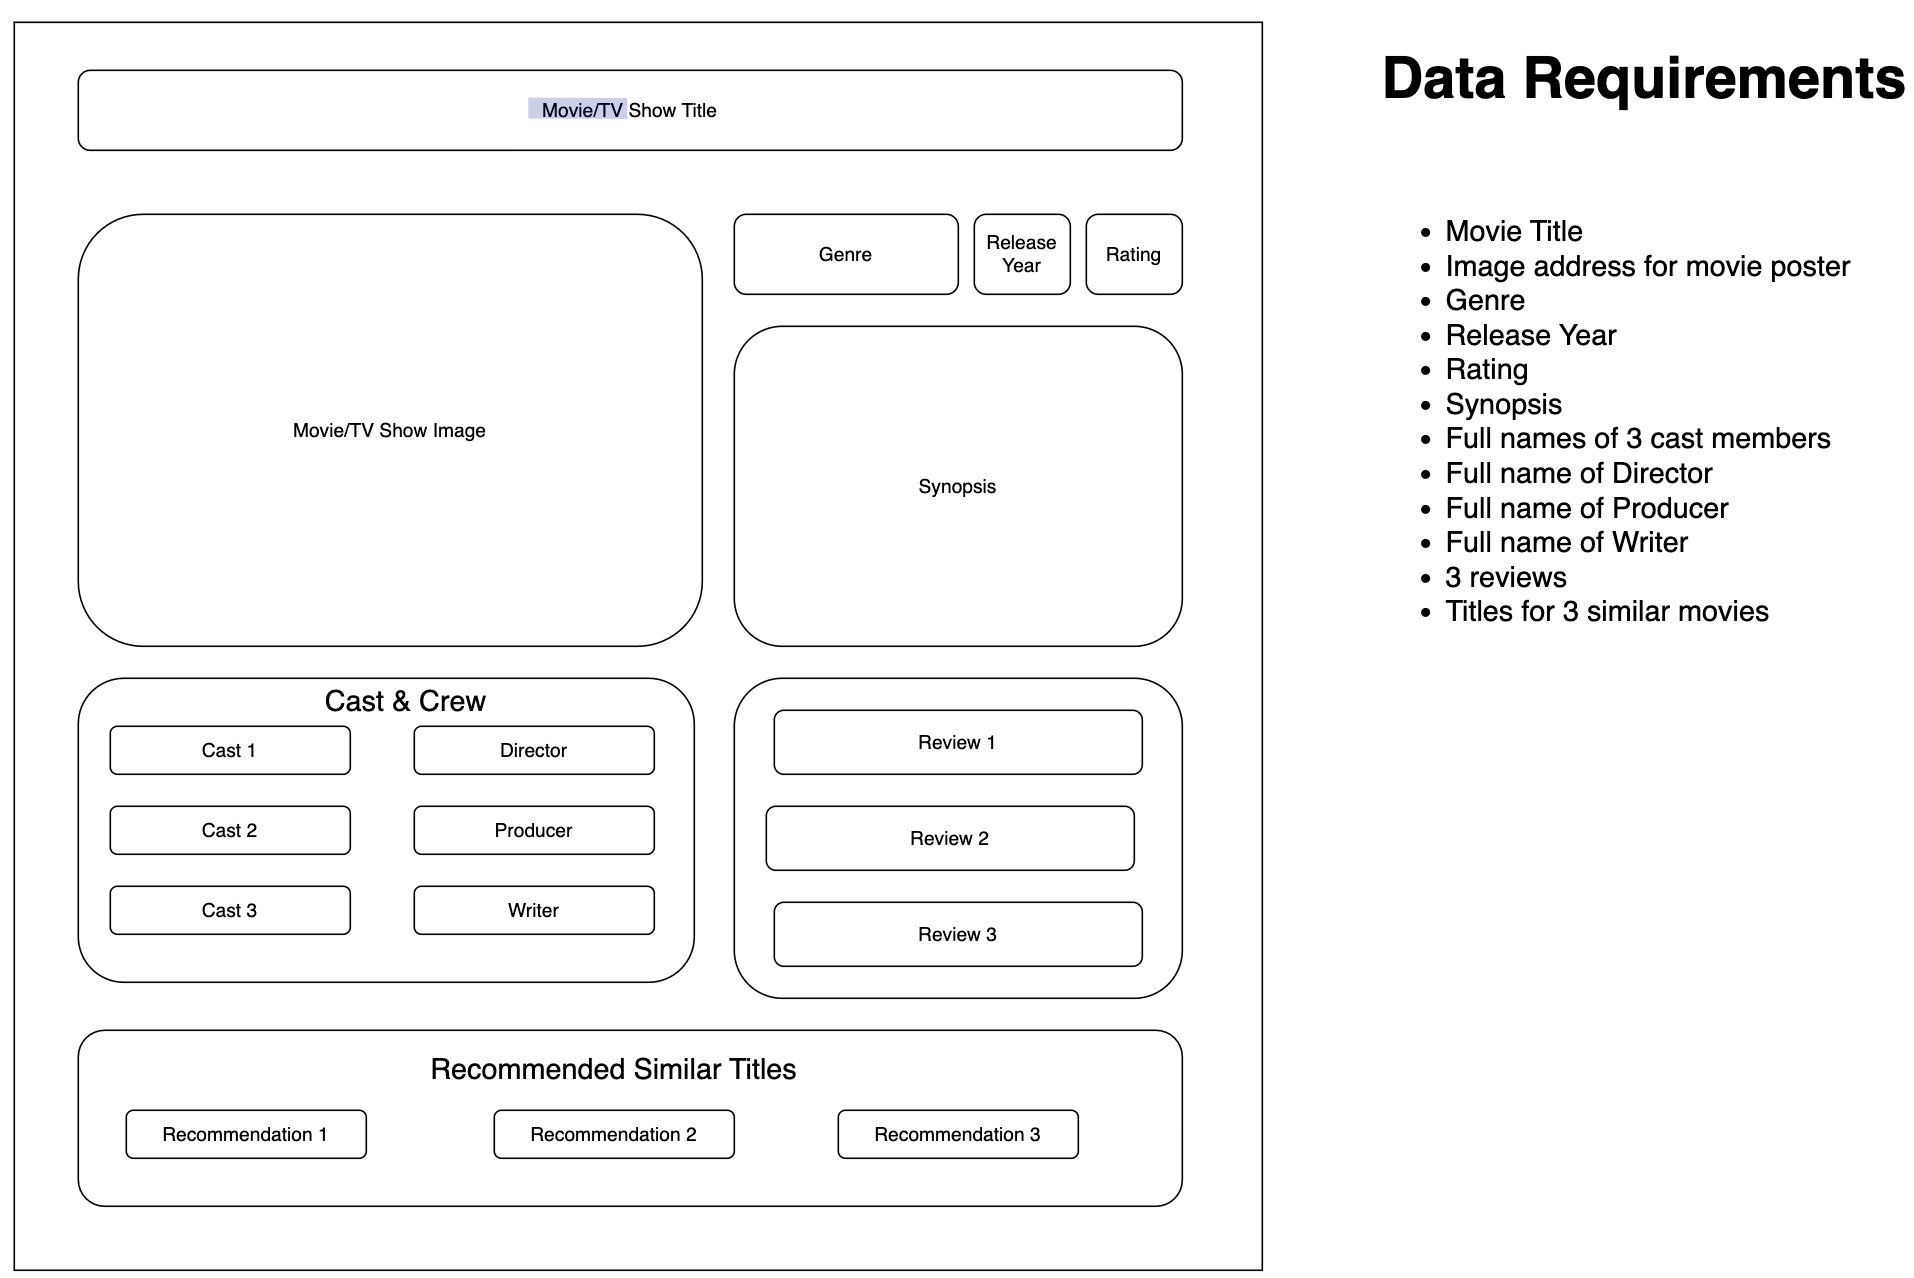 Movie/TV Show Title
Movie/TV Show Image
Genre
Release
Year
Rating
Synopsis
Cast & Crew
Cast 1
Director
Cast 2
Producer
Cast 3
Writer
Review 1
Review 2
Review 3
Recommended Similar Titles
Recommendation 1
Recommendation 2
Recommendation 3
Data Requirements
• Movie Title
• Image address for movie poster
• Genre
• Release Year
• Rating
• Synopsis
• Full names of 3 cast members
• Full name of Director
• Full name of Producer
• Full name of Writer
• 3 reviews
• Titles for 3 similar movies